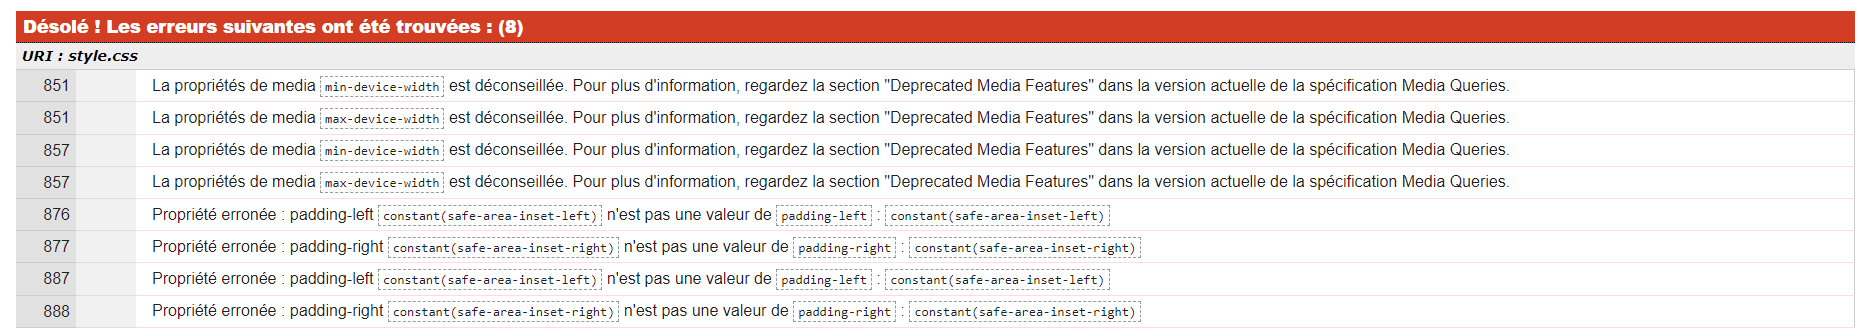 Désolé ! Les erreurs suivantes ont été trouvées : (8)
URI : style.css
851 La propriétés de media min-device-width est déconseillée. Pour plus d'information, regardez la section "Deprecated Media Features" dans la version actuelle de la spécification Media Queries.
851 La propriétés de media max-device-width est déconseillée. Pour plus d'information, regardez la section "Deprecated Media Features" dans la version actuelle de la spécification Media Queries.
857 La propriétés de media min-device-width est déconseillée. Pour plus d'information, regardez la section "Deprecated Media Features" dans la version actuelle de la spécification Media Queries.
857 La propriétés de media max-device-width est déconseillée. Pour plus d'information, regardez la section "Deprecated Media Features" dans la version actuelle de la spécification Media Queries.
876 Propriété erronée : padding-left constant(safe-area-inset-left) n'est pas une valeur de padding-left : constant(safe-area-inset-left)
877 Propriété erronée : padding-right constant(safe-area-inset-right) n'est pas une valeur de padding-right : constant(safe-area-inset-right)
887 Propriété erronée : padding-left constant(safe-area-inset-left) n'est pas une valeur de padding-left : constant(safe-area-inset-left)
888 Propriété erronée : padding-right constant(safe-area-inset-right) n'est pas une valeur de padding-right : constant(safe-area-inset-right)